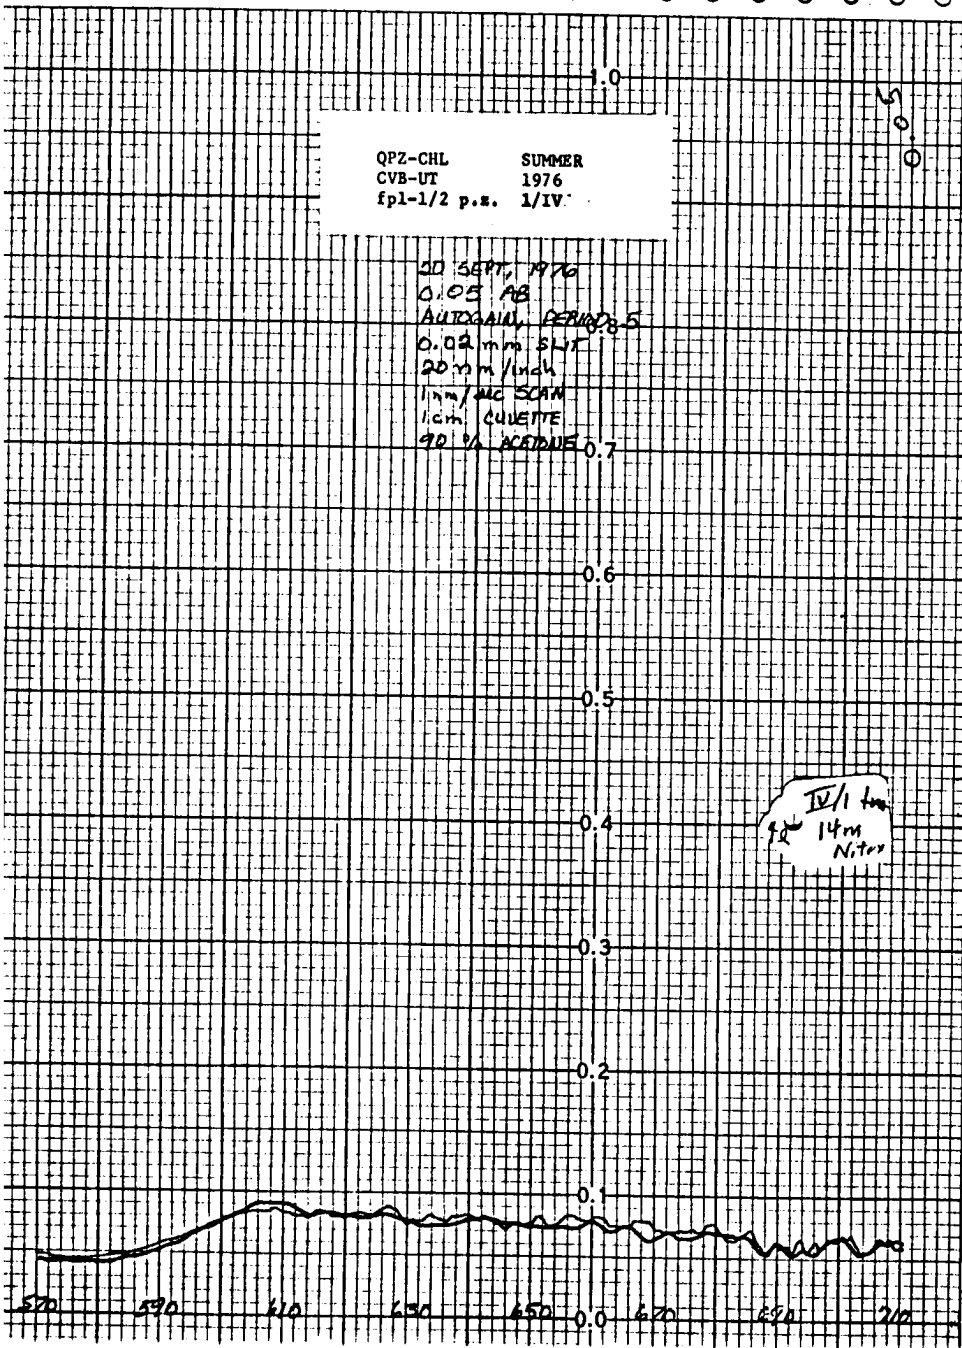 1.0
0.05
QPZ-CHL SUMMER
CVB-UT 1976
fpl-1/2 p.z. 1/IV
20 SEPT, 1976
0.05 AB
AUTOGAIN, PERIOD 5
0.8
0.02 mm SLIT
20 nm/inch
1 nm/sec SCAN
1 cm CUVETTE
90 % ACETONE
0.7
0.6
0.5
IV/1
0.4
14m
Nitex
0.3
0.2
0.1
570 590 610 630 650 0.0 670 690 710